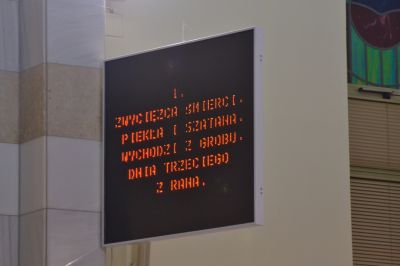 1.
ZWYCIĘZCA ŚMIERCI,
PIEKŁA I SZATANA,
WYCHODZI Z GROBU,
DNIA TRZECIEGO
Z RANA.